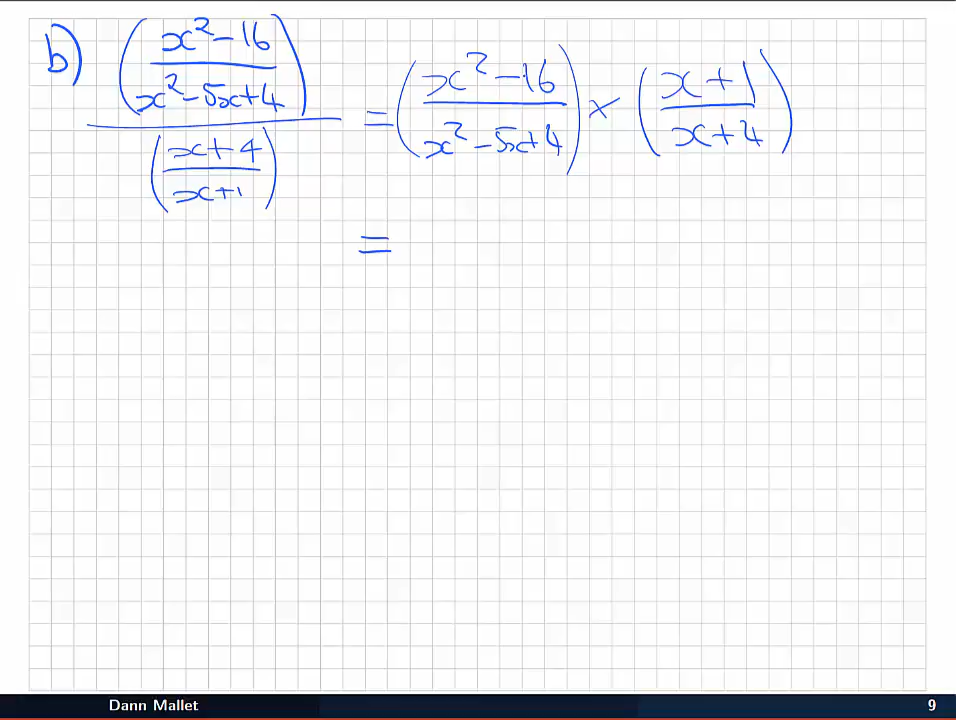 b) (x² - 16 / x² - 5x + 4) / (x + 4 / x + 1) = (x² - 16 / x² - 5x + 4) × (x + 1 / x + 4)
=
Dann Mallet 9